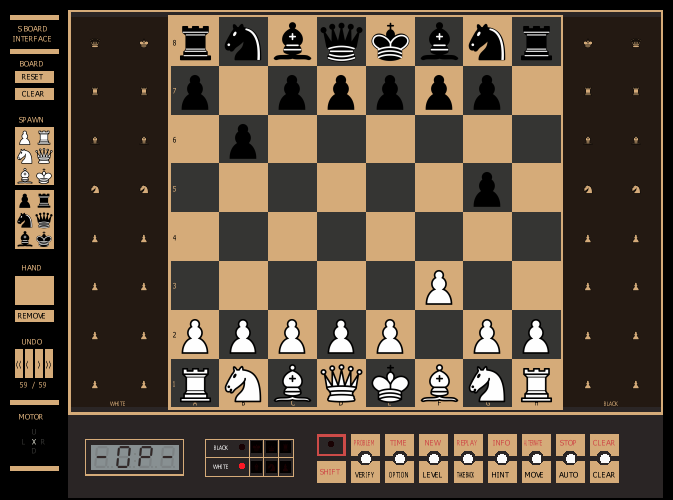 S BOARD
INTERFACE
BOARD
RESET
CLEAR
SPAWN
HAND
REMOVE
UNDO
59 / 59
MOTOR
U
L X R
D
8
7
6
5
4
3
2
1
WHITE
BLACK
-OP-
BLACK
WHITE
SHIFT
PROBLEM
TIME
NEW
REPLAY
INFO
STOP
CLEAR
VERIFY
OPTION
LEVEL
TAKEBACK
HINT
MOVE
AUTO
CLEAR